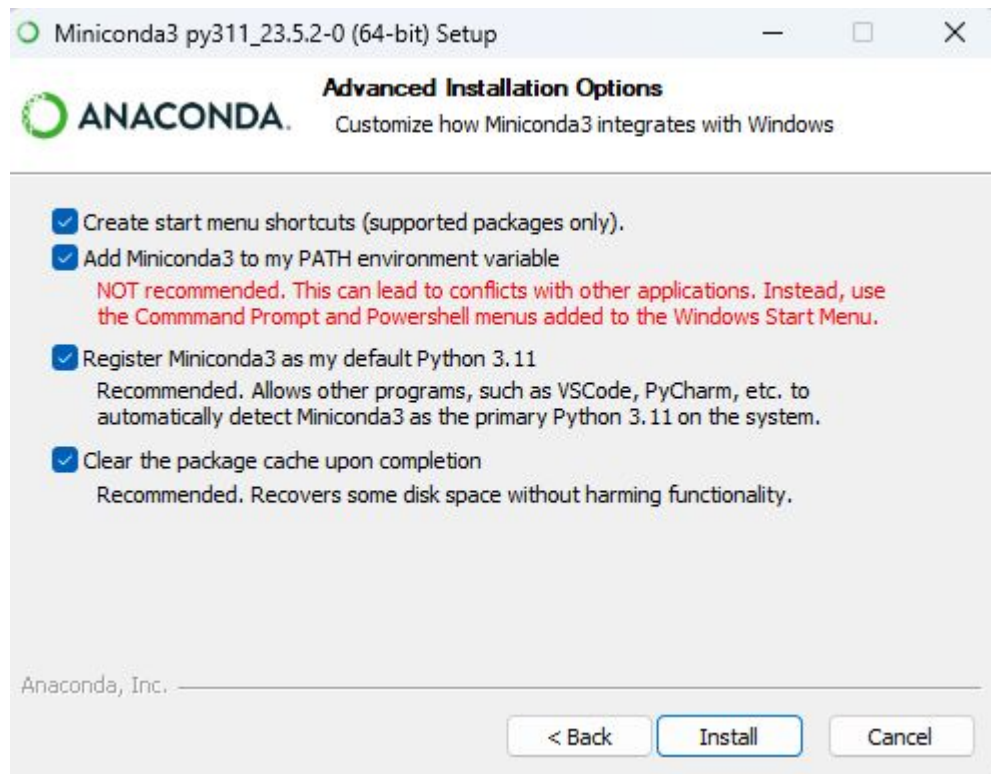 Miniconda3 py311_23.5.2-0 (64-bit) Setup
ANACONDA.
Advanced Installation Options
Customize how Miniconda3 integrates with Windows
Create start menu shortcuts (supported packages only).
Add Miniconda3 to my PATH environment variable
NOT recommended. This can lead to conflicts with other applications. Instead, use
the Commmand Prompt and Powershell menus added to the Windows Start Menu.
Register Miniconda3 as my default Python 3.11
Recommended. Allows other programs, such as VSCode, PyCharm, etc. to
automatically detect Miniconda3 as the primary Python 3.11 on the system.
Clear the package cache upon completion
Recommended. Recovers some disk space without harming functionality.
Anaconda, Inc.
< Back
Install
Cancel